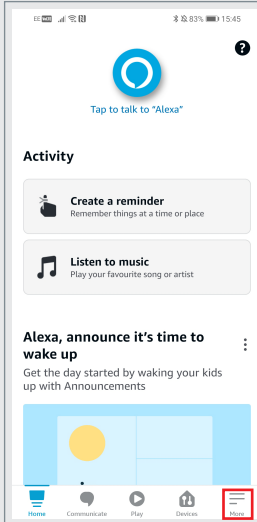 EE WiFi 83% 15:45
?
Tap to talk to “Alexa”
Activity
Create a reminder
Remember things at a time or place
Listen to music
Play your favourite song or artist
Alexa, announce it’s time to
wake up
Get the day started by waking your kids
up with Announcements
Home Communicate Play Devices More